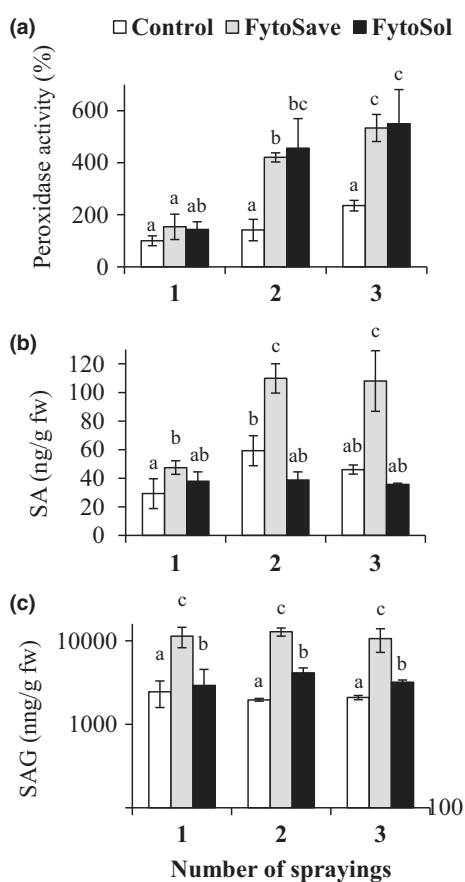 (a) Control FytoSave FytoSol
Peroxidase activity (%)
600
400
200
0
a a ab
a b bc
a c c
1 2 3
(b)
SA (ng/g fw)
120
100
80
60
40
20
0
a b ab
b c ab
ab c ab
1 2 3
(c)
SAG (nng/g fw)
10000
1000
100
a c b
a c b
a c b
1 2 3
Number of sprayings